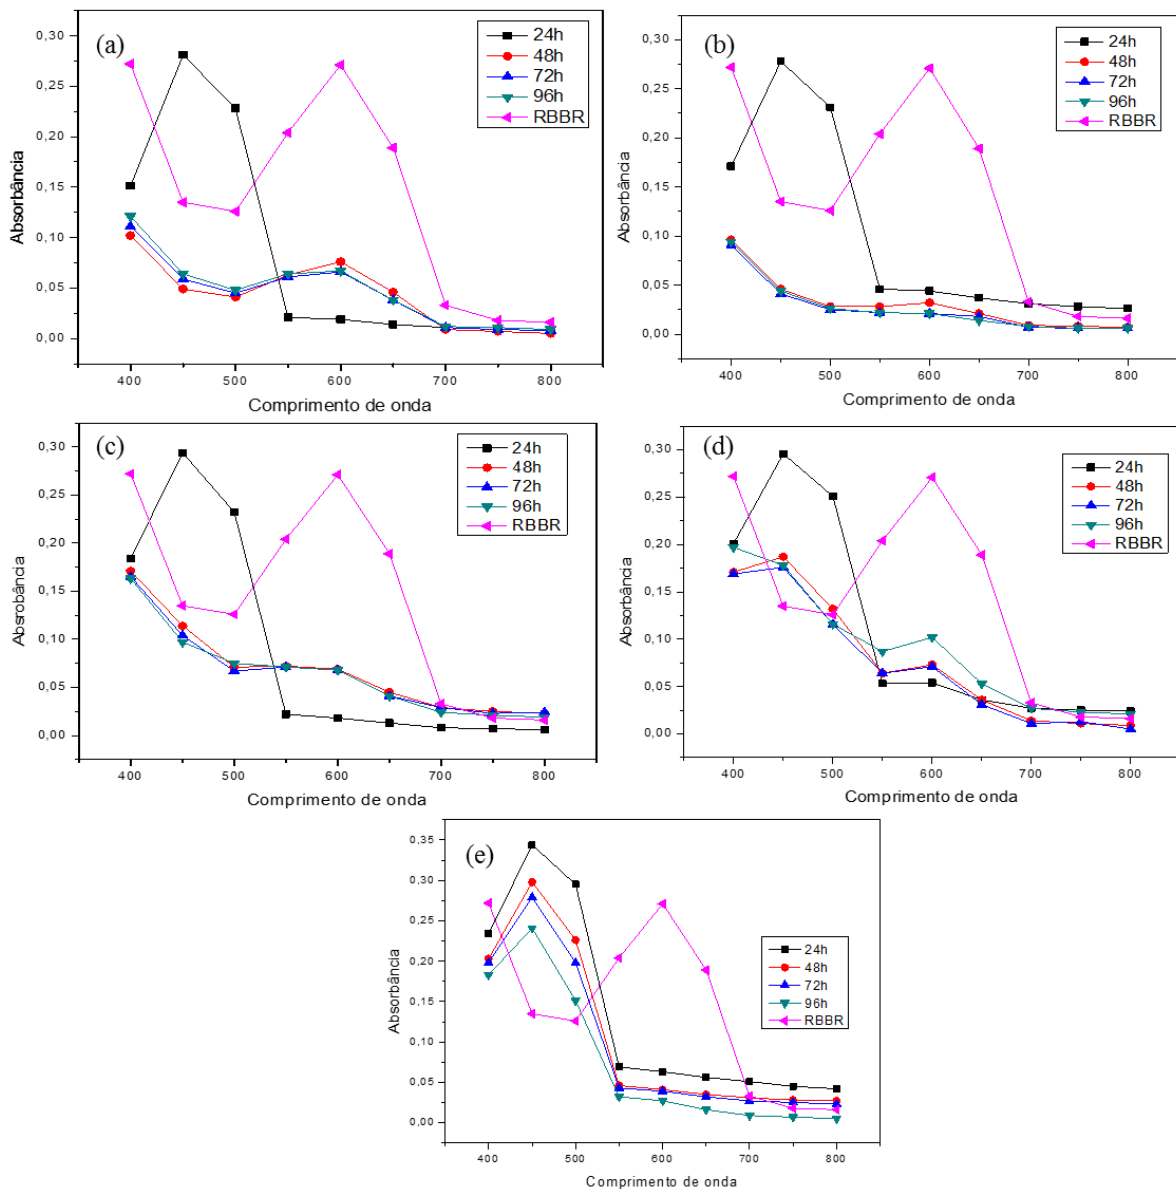 (a)
24h
48h
72h
96h
RBBR
0,30
0,25
0,20
0,15
0,10
0,05
0,00
Absorbância
400 500 600 700 800
Comprimento de onda
(b)
24h
48h
72h
96h
RBBR
0,30
0,25
0,20
0,15
0,10
0,05
0,00
Absorbância
400 500 600 700 800
Comprimento de onda
(c)
24h
48h
72h
96h
RBBR
0,30
0,25
0,20
0,15
0,10
0,05
0,00
Absrobância
400 500 600 700 800
Comprimento de onda
(d)
24h
48h
72h
96h
RBBR
0,30
0,25
0,20
0,15
0,10
0,05
0,00
Absorbância
400 500 600 700 800
Comprimento de onda
(e)
24h
48h
72h
96h
RBBR
0,35
0,30
0,25
0,20
0,15
0,10
0,05
0,00
Absorbância
400 500 600 700 800
Comprimento de onda